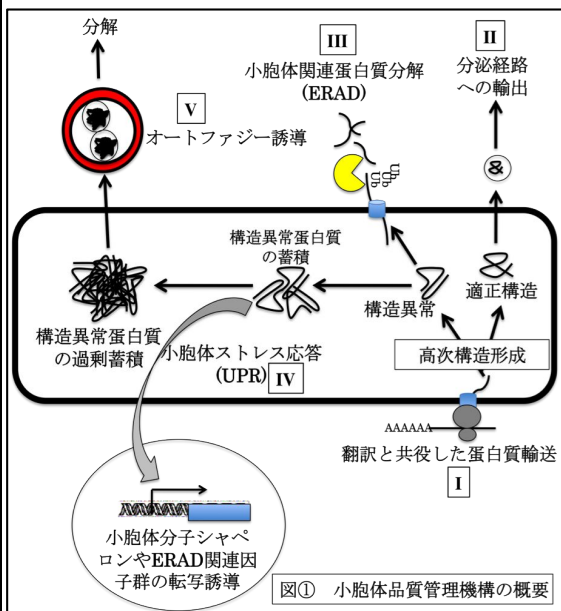 分解
V
オートファジー誘導
III
小胞体関連蛋白質分解
(ERAD)
Ub
Ub
Ub
Ub
II
分泌経路
への輸出
構造異常蛋白質
の蓄積
構造異常蛋白質
の過剰蓄積
構造異常
適正構造
小胞体ストレス応答
(UPR) IV
高次構造形成
AAAAAA
翻訳と共役した蛋白質輸送
I
小胞体分子シャペ
ロンやERAD関連因
子群の転写誘導
図① 小胞体品質管理機構の概要